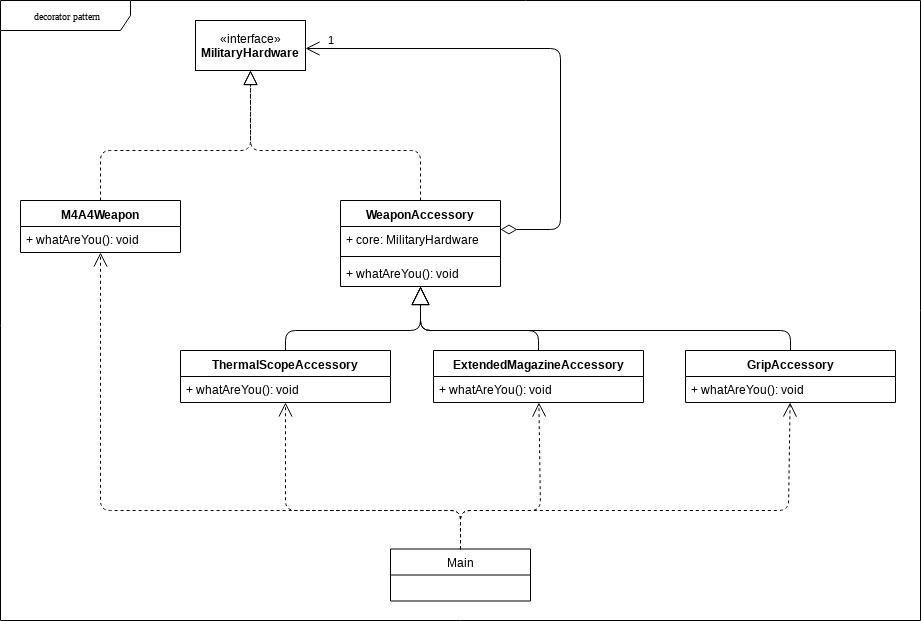 decorator pattern
«interface»
MilitaryHardware
1
M4A4Weapon
+ whatAreYou(): void
WeaponAccessory
+ core: MilitaryHardware
+ whatAreYou(): void
ThermalScopeAccessory
+ whatAreYou(): void
ExtendedMagazineAccessory
+ whatAreYou(): void
GripAccessory
+ whatAreYou(): void
Main